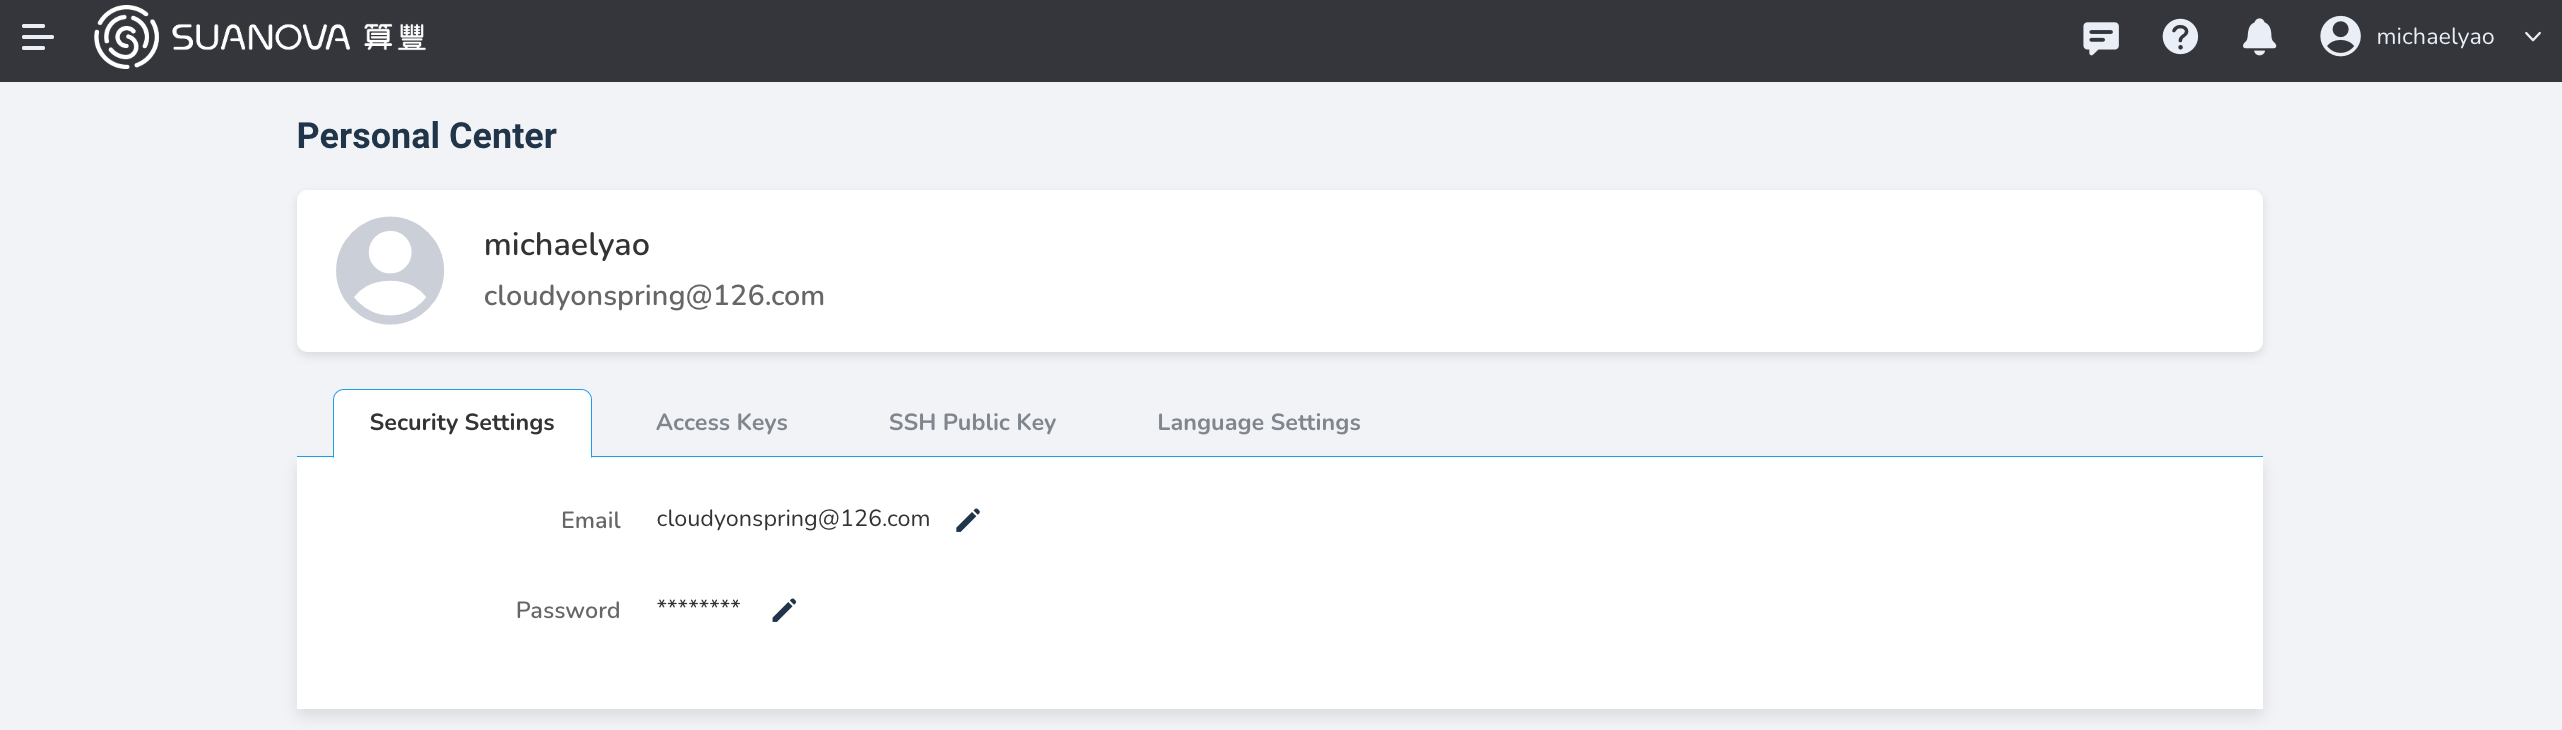 SUANOVA 算豐
michaelyao
Personal Center
michaelyao
cloudyonspring@126.com
Security Settings
Access Keys
SSH Public Key
Language Settings
Email cloudyonspring@126.com
Password ********